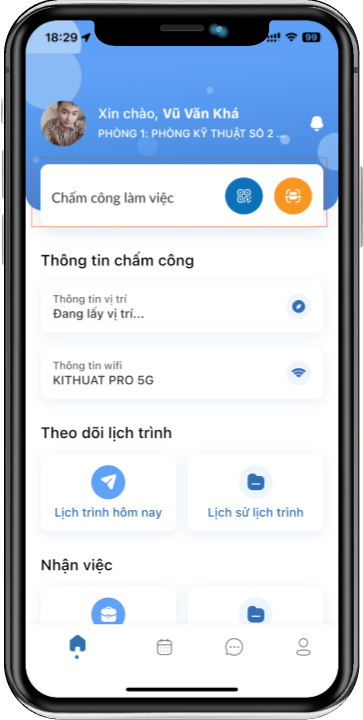 18:29
99
Xin chào, Vũ Văn Khá
PHÒNG 1: PHÒNG KỸ THUẬT SỐ 2 ...
Chấm công làm việc
Thông tin chấm công
Thông tin vị trí
Đang lấy vị trí...
Thông tin wifi
KITHUAT PRO 5G
Theo dõi lịch trình
Lịch trình hôm nay
Lịch sử lịch trình
Nhận việc